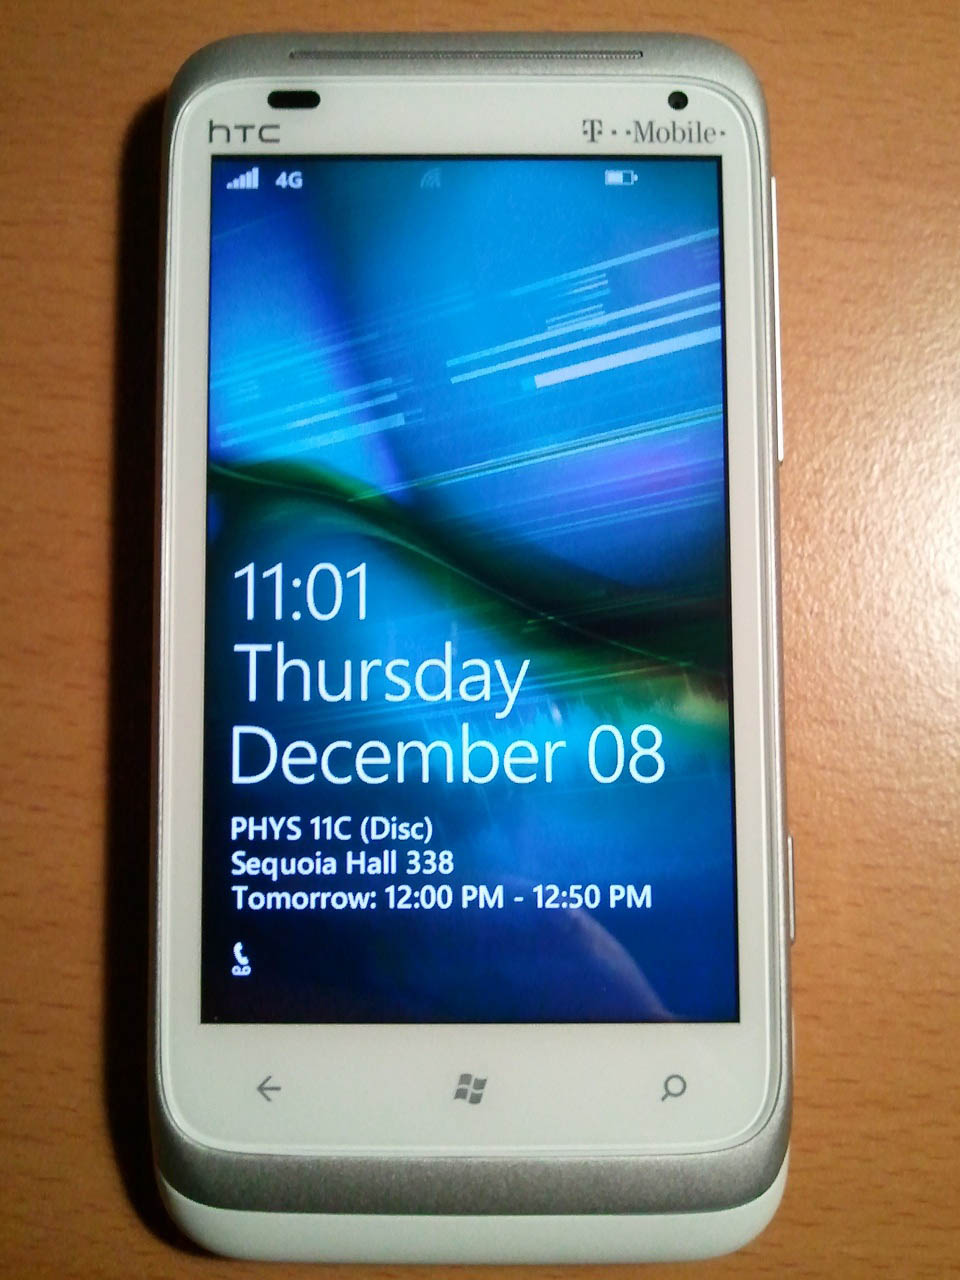 hTC
T··Mobile·
4G
11:01
Thursday
December 08
PHYS 11C (Disc)
Sequoia Hall 338
Tomorrow: 12:00 PM - 12:50 PM